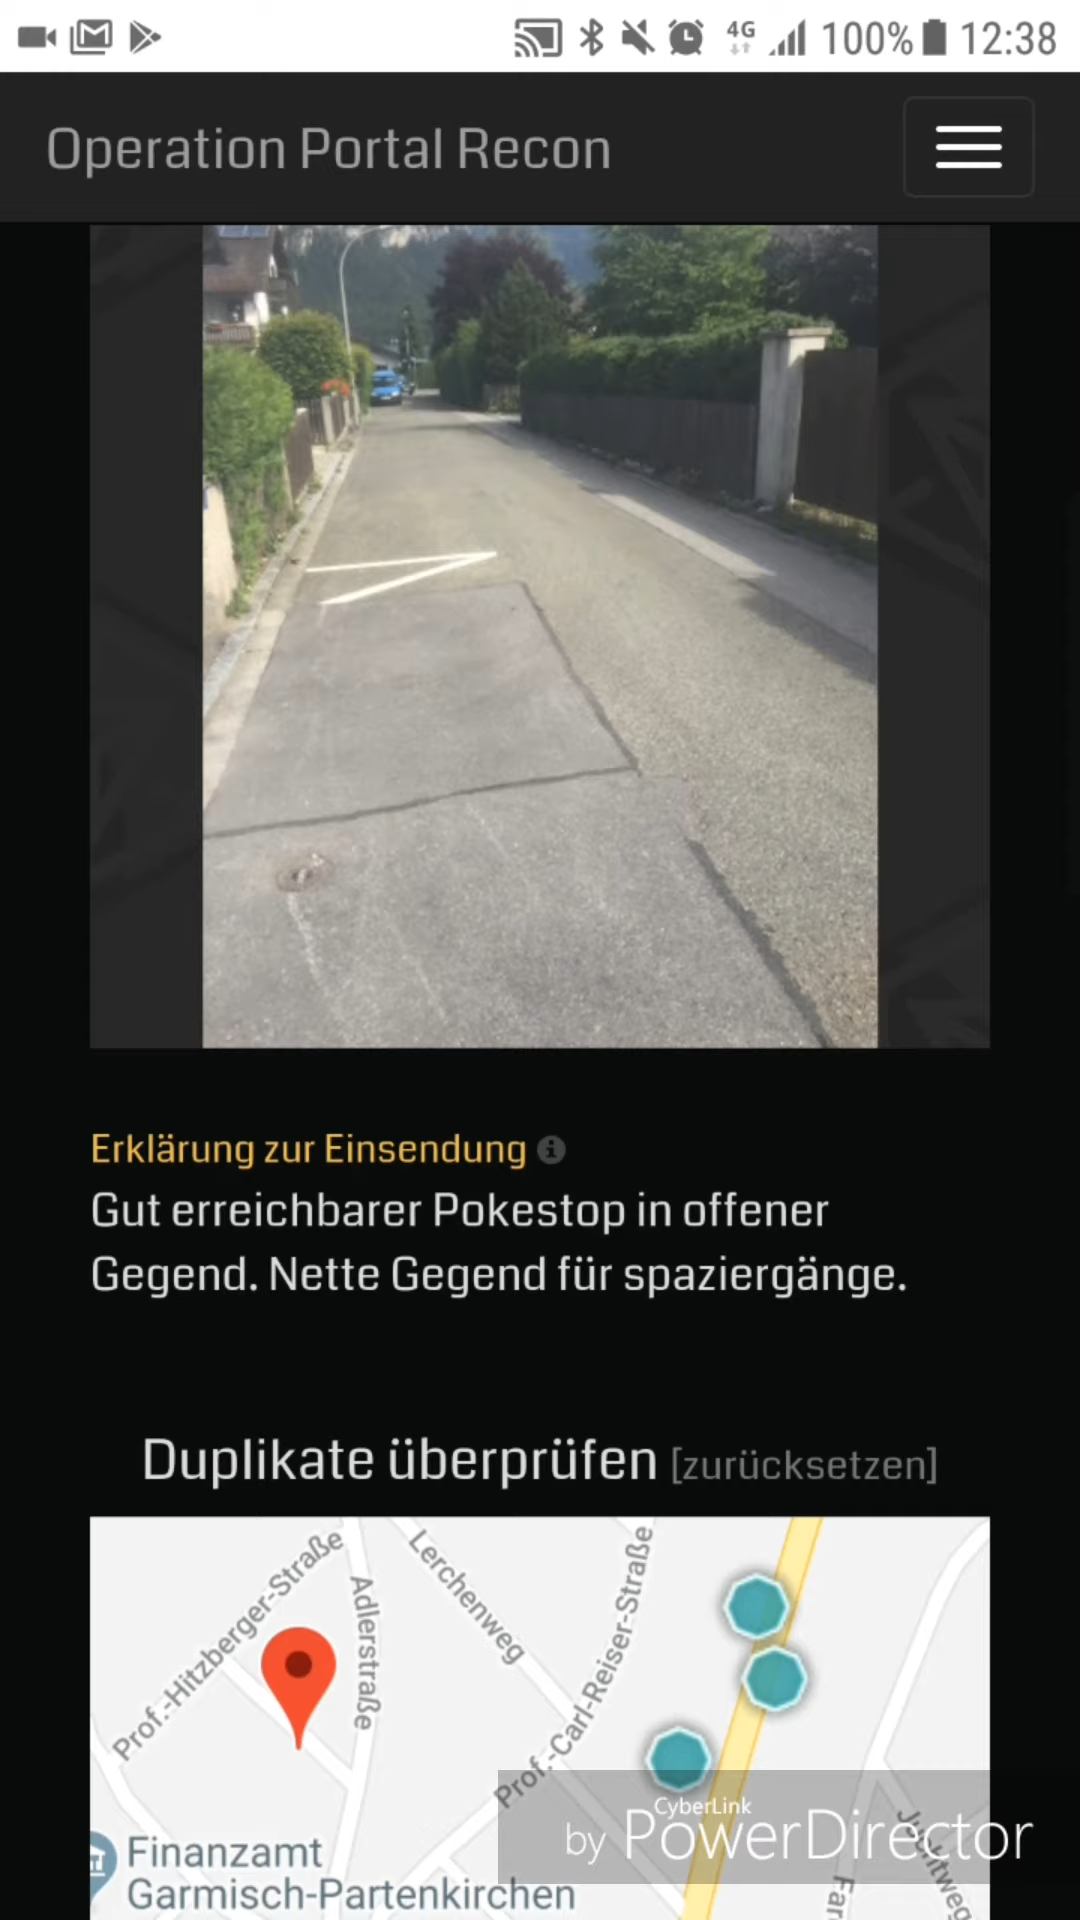 4G 100% 12:38
Operation Portal Recon
Erklärung zur Einsendung
Gut erreichbarer Pokestop in offener
Gegend. Nette Gegend für spaziergänge.
Duplikate überprüfen [zurücksetzen]
Prof.-Hitzberger-Straße
Adlerstraße
Lerchenweg
Prof.-Carl-Reiser-Straße
Finanzamt
Garmisch-Partenkirchen
CyberLink
by PowerDirector